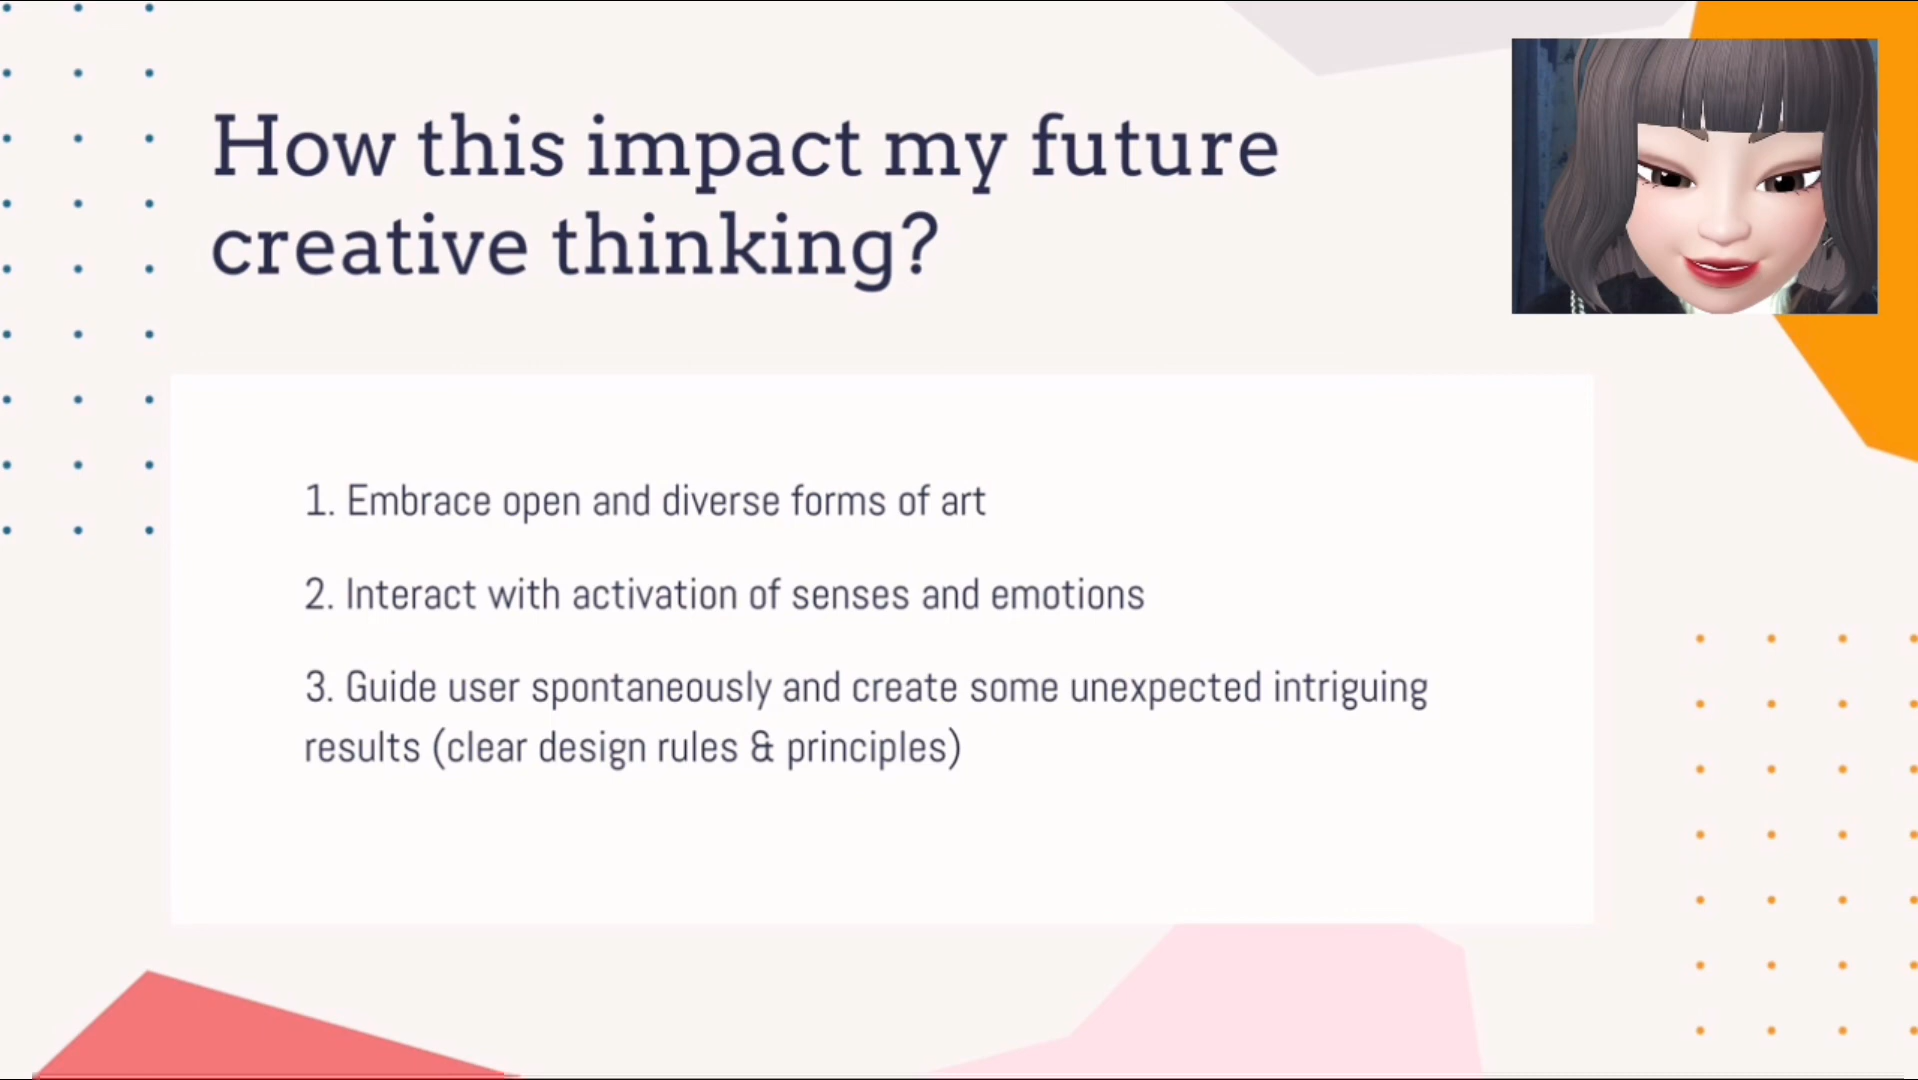 How this impact my future
creative thinking?
1. Embrace open and diverse forms of art
2. Interact with activation of senses and emotions
3. Guide user spontaneously and create some unexpected intriguing
results (clear design rules & principles)